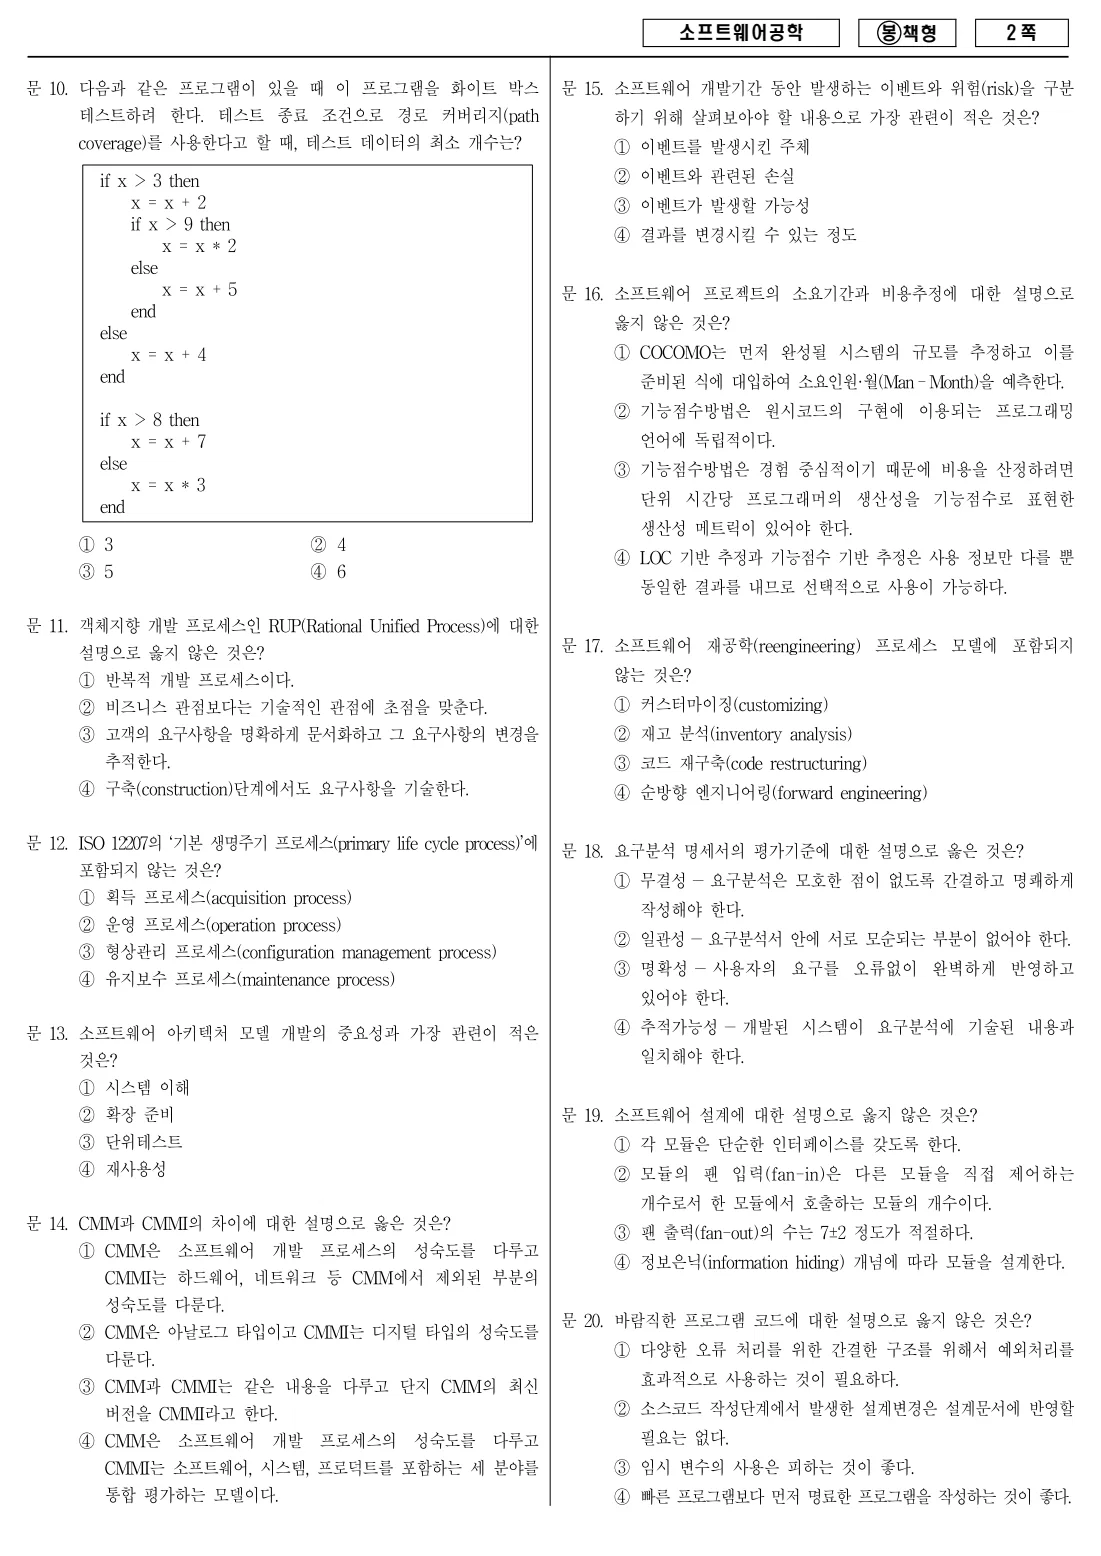 소프트웨어공학
봉책형
2 쪽
문 10. 다음과 같은 프로그램이 있을 때 이 프로그램을 화이트 박스
테스트하려 한다. 테스트 종료 조건으로 경로 커버리지(path
coverage)를 사용한다고 할 때, 테스트 데이터의 최소 개수는?
if x > 3 then
x = x + 2
if x > 9 then
x = x * 2
else
x = x + 5
end
else
x = x + 4
end
if x > 8 then
x = x + 7
else
x = x * 3
end
① 3
② 4
③ 5
④ 6
문 11. 객체지향 개발 프로세스인 RUP(Rational Unified Process)에 대한
설명으로 옳지 않은 것은?
① 반복적 개발 프로세스이다.
② 비즈니스 관점보다는 기술적인 관점에 초점을 맞춘다.
③ 고객의 요구사항을 명확하게 문서화하고 그 요구사항의 변경을
추적한다.
④ 구축(construction)단계에서도 요구사항을 기술한다.
문 12. ISO 12207의 ‘기본 생명주기 프로세스(primary life cycle process)’에
포함되지 않는 것은?
① 획득 프로세스(acquisition process)
② 운영 프로세스(operation process)
③ 형상관리 프로세스(configuration management process)
④ 유지보수 프로세스(maintenance process)
문 13. 소프트웨어 아키텍처 모델 개발의 중요성과 가장 관련이 적은
것은?
① 시스템 이해
② 확장 준비
③ 단위테스트
④ 재사용성
문 14. CMM과 CMMI의 차이에 대한 설명으로 옳은 것은?
① CMM은 소프트웨어 개발 프로세스의 성숙도를 다루고
CMMI는 하드웨어, 네트워크 등 CMM에서 제외된 부분의
성숙도를 다룬다.
② CMM은 아날로그 타입이고 CMMI는 디지털 타입의 성숙도를
다룬다.
③ CMM과 CMMI는 같은 내용을 다루고 단지 CMM의 최신
버전을 CMMI라고 한다.
④ CMM은 소프트웨어 개발 프로세스의 성숙도를 다루고
CMMI는 소프트웨어, 시스템, 프로덕트를 포함하는 세 분야를
통합 평가하는 모델이다.
문 15. 소프트웨어 개발기간 동안 발생하는 이벤트와 위험(risk)을 구분
하기 위해 살펴보아야 할 내용으로 가장 관련이 적은 것은?
① 이벤트를 발생시킨 주체
② 이벤트와 관련된 손실
③ 이벤트가 발생할 가능성
④ 결과를 변경시킬 수 있는 정도
문 16. 소프트웨어 프로젝트의 소요기간과 비용추정에 대한 설명으로
옳지 않은 것은?
① COCOMO는 먼저 완성될 시스템의 규모를 추정하고 이를
준비된 식에 대입하여 소요인원·월(Man-Month)을 예측한다.
② 기능점수방법은 원시코드의 구현에 이용되는 프로그래밍
언어에 독립적이다.
③ 기능점수방법은 경험 중심적이기 때문에 비용을 산정하려면
단위 시간당 프로그래머의 생산성을 기능점수로 표현한
생산성 메트릭이 있어야 한다.
④ LOC 기반 추정과 기능점수 기반 추정은 사용 정보만 다를 뿐
동일한 결과를 내므로 선택적으로 사용이 가능하다.
문 17. 소프트웨어 재공학(reengineering) 프로세스 모델에 포함되지
않는 것은?
① 커스터마이징(customizing)
② 재고 분석(inventory analysis)
③ 코드 재구축(code restructuring)
④ 순방향 엔지니어링(forward engineering)
문 18. 요구분석 명세서의 평가기준에 대한 설명으로 옳은 것은?
① 무결성 - 요구분석은 모호한 점이 없도록 간결하고 명쾌하게
작성해야 한다.
② 일관성 - 요구분석서 안에 서로 모순되는 부분이 없어야 한다.
③ 명확성 - 사용자의 요구를 오류없이 완벽하게 반영하고
있어야 한다.
④ 추적가능성 - 개발된 시스템이 요구분석에 기술된 내용과
일치해야 한다.
문 19. 소프트웨어 설계에 대한 설명으로 옳지 않은 것은?
① 각 모듈은 단순한 인터페이스를 갖도록 한다.
② 모듈의 팬 입력(fan-in)은 다른 모듈을 직접 제어하는
개수로서 한 모듈에서 호출하는 모듈의 개수이다.
③ 팬 출력(fan-out)의 수는 7±2 정도가 적절하다.
④ 정보은닉(information hiding) 개념에 따라 모듈을 설계한다.
문 20. 바람직한 프로그램 코드에 대한 설명으로 옳지 않은 것은?
① 다양한 오류 처리를 위한 간결한 구조를 위해서 예외처리를
효과적으로 사용하는 것이 필요하다.
② 소스코드 작성단계에서 발생한 설계변경은 설계문서에 반영할
필요는 없다.
③ 임시 변수의 사용은 피하는 것이 좋다.
④ 빠른 프로그램보다 먼저 명료한 프로그램을 작성하는 것이 좋다.